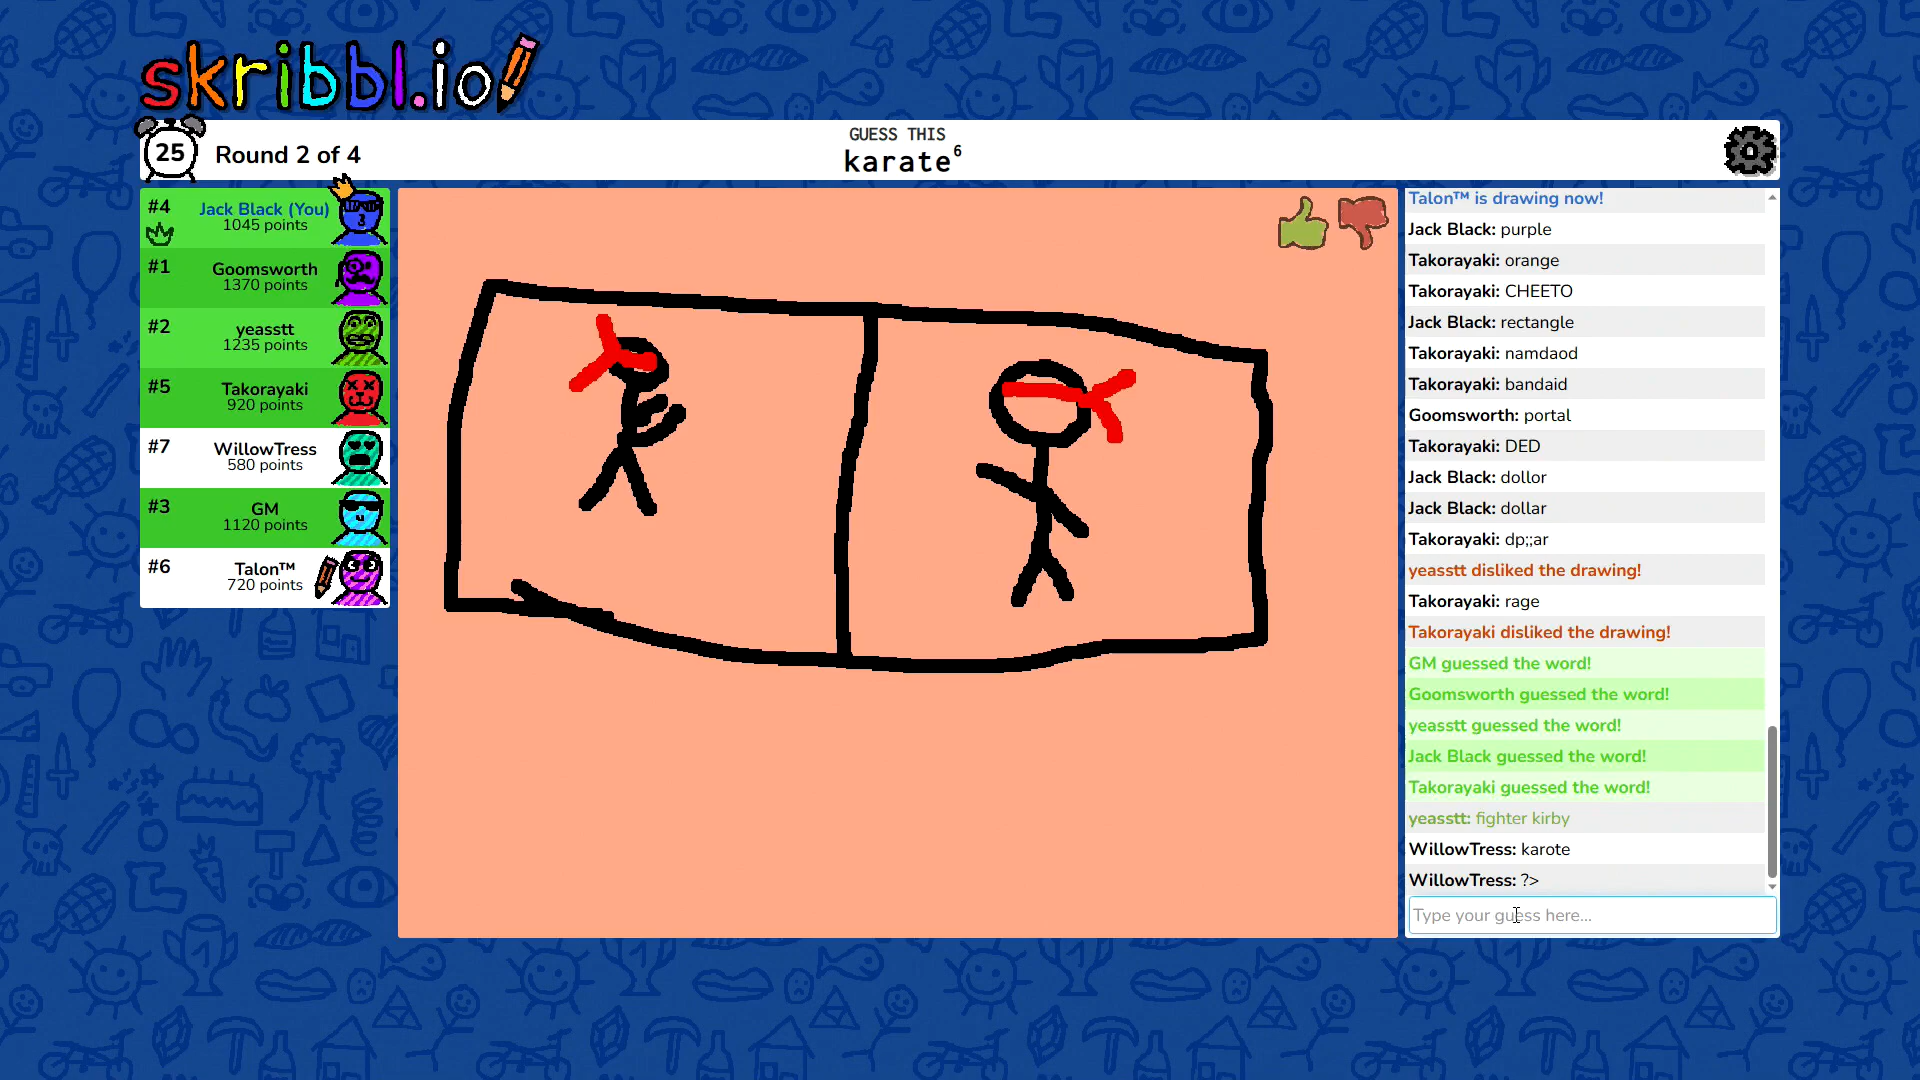 skribbl.io
25
Round 2 of 4
GUESS THIS
karate6
#4
Jack Black (You)
1045 points
#1
Goomsworth
1370 points
#2
yeasstt
1235 points
#5
Takorayaki
920 points
#7
WillowTress
580 points
#3
GM
1120 points
#6
Talon™
720 points
Talon™ is drawing now!
Jack Black: purple
Takorayaki: orange
Takorayaki: CHEETO
Jack Black: rectangle
Takorayaki: namdaod
Takorayaki: bandaid
Goomsworth: portal
Takorayaki: DED
Jack Black: dollor
Jack Black: dollar
Takorayaki: dp;;ar
yeasstt disliked the drawing!
Takorayaki: rage
Takorayaki disliked the drawing!
GM guessed the word!
Goomsworth guessed the word!
yeasstt guessed the word!
Jack Black guessed the word!
Takorayaki guessed the word!
yeasstt: fighter kirby
WillowTress: karote
WillowTress: ?>
Type your guess here...